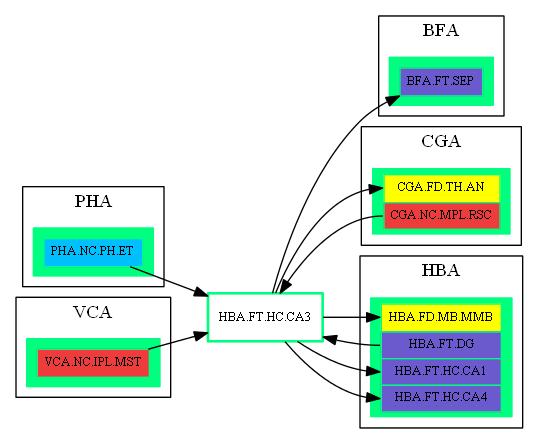 BFA
BFA.FT.SEP
CGA
CGA.FD.TH.AN
CGA.NC.MPL.RSC
PHA
PHA.NC.PH.ET
HBA
HBA.FT.HC.CA3
HBA.FD.MB.MMB
HBA.FT.DG
HBA.FT.HC.CA1
HBA.FT.HC.CA4
VCA
VCA.NC.IPL.MST